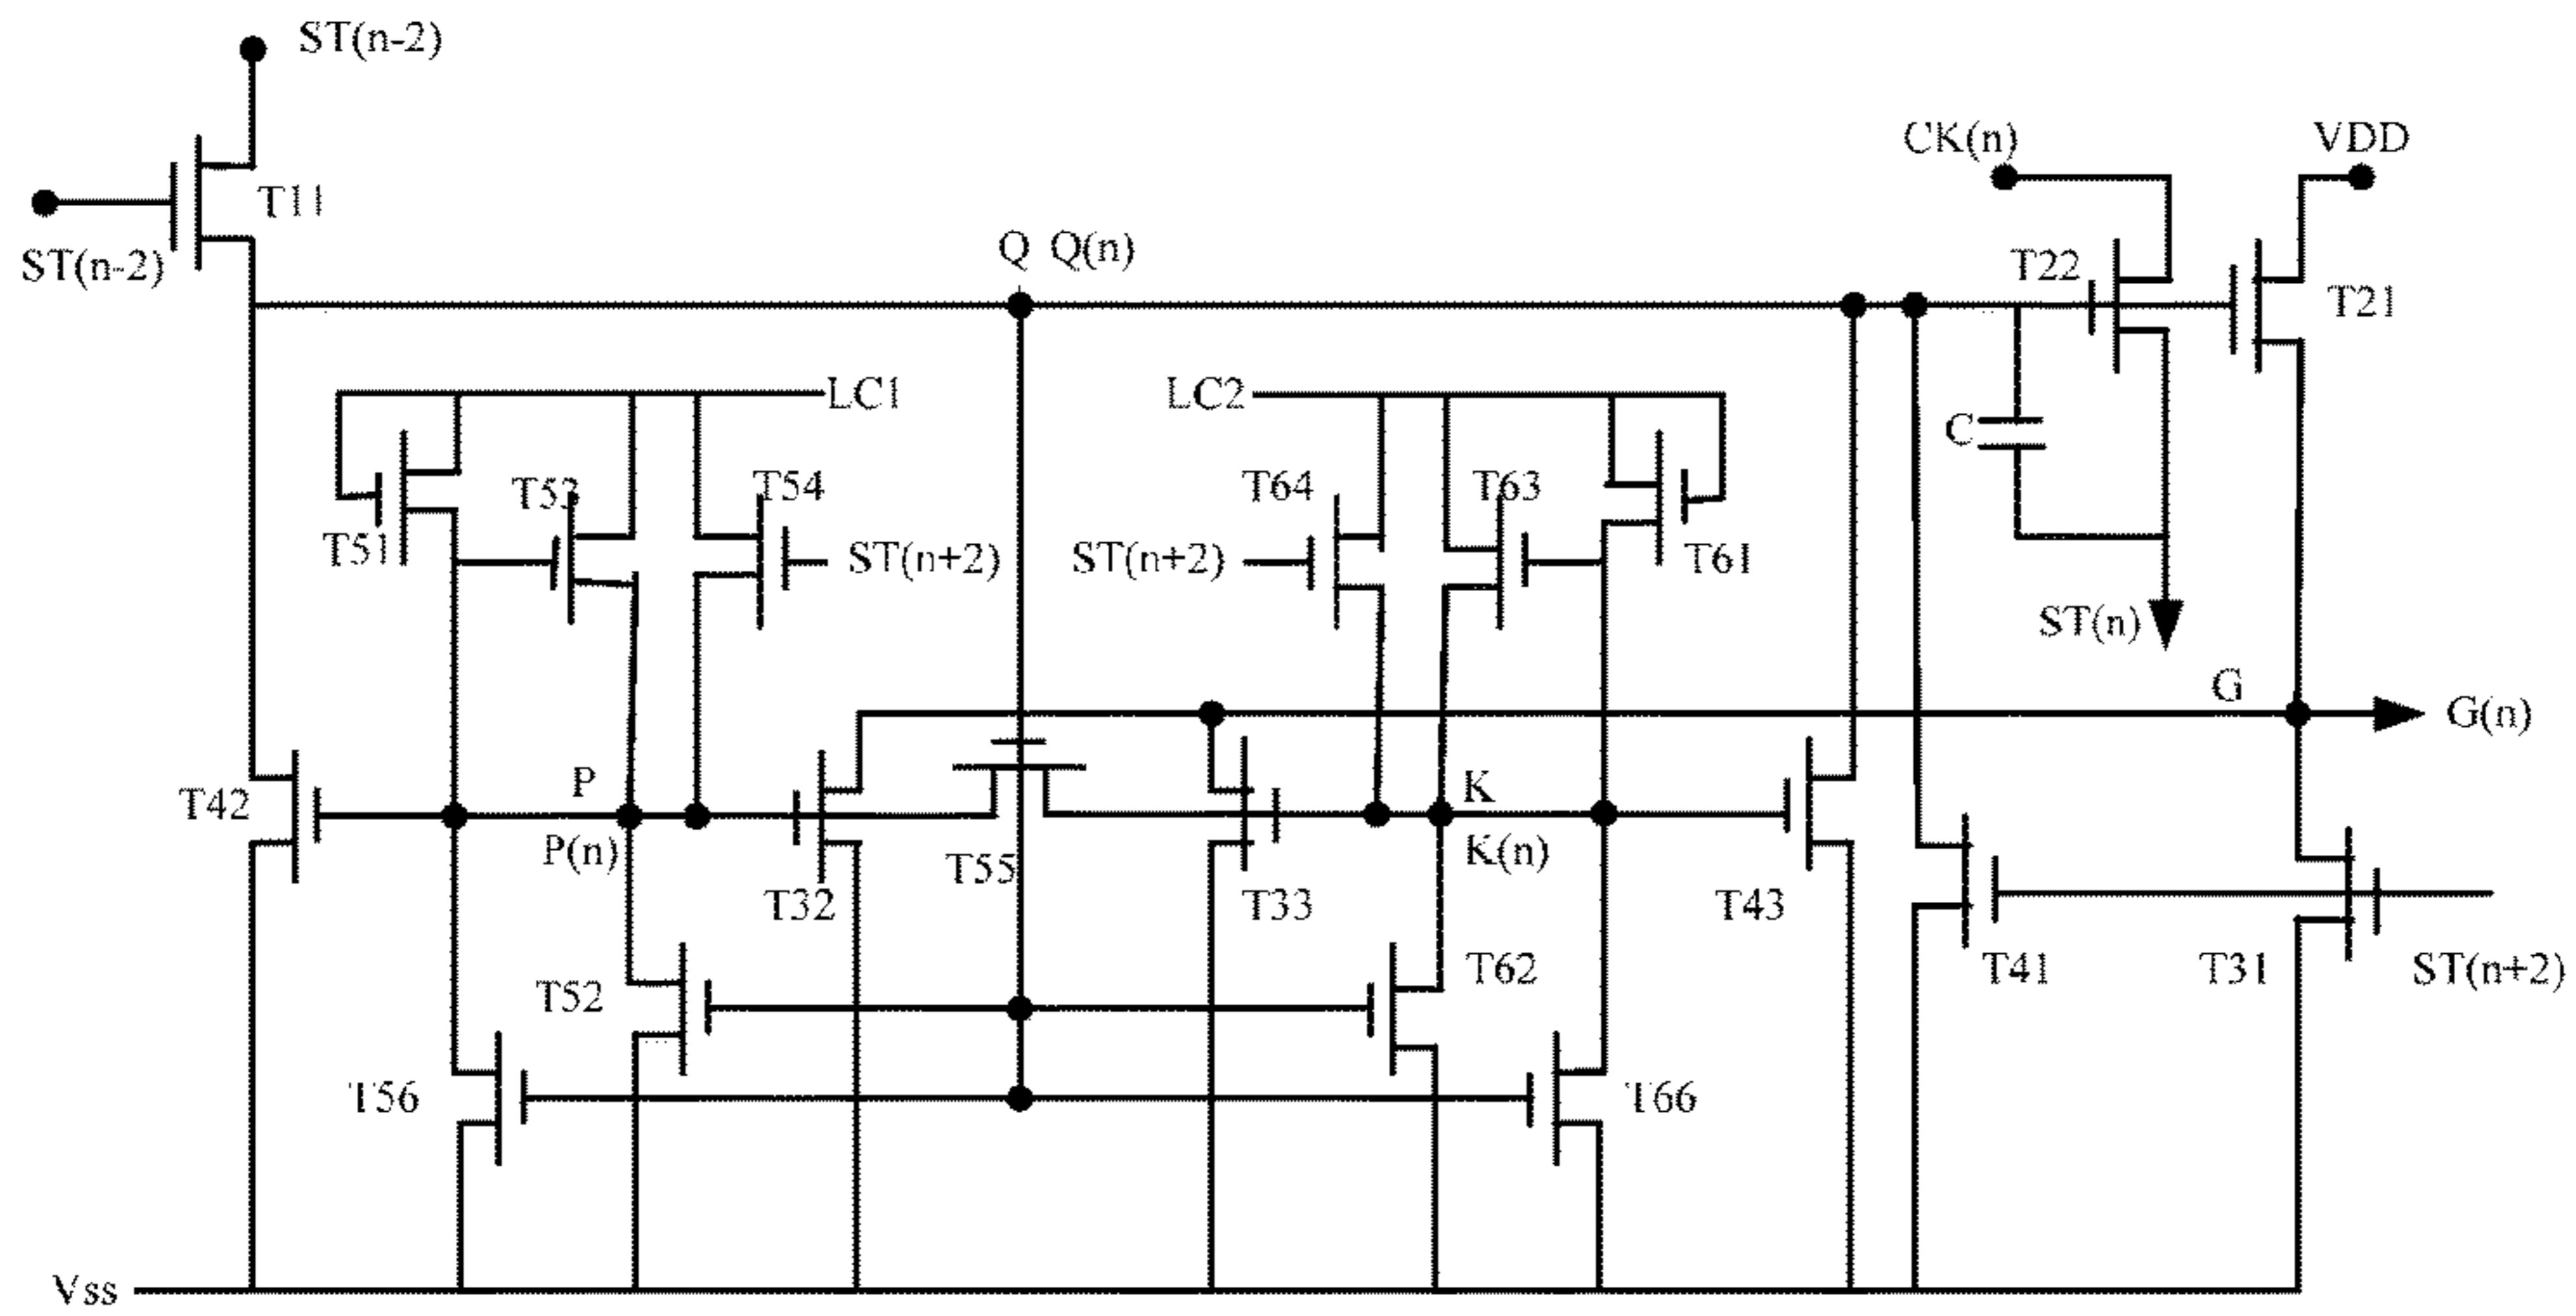 ST(n-2)
CK(n)
VDD
T11
ST(n-2)
Q Q(n)
T22
T21
LC1
LC2
C
T53
T54
T64
T63
T51
ST(n+2)
ST(n+2)
T61
ST(n)
G
G(n)
P
K
T42
P(n)
T55
K(n)
T32
T33
T43
T52
T62
T41
T31
ST(n+2)
T56
T66
Vss